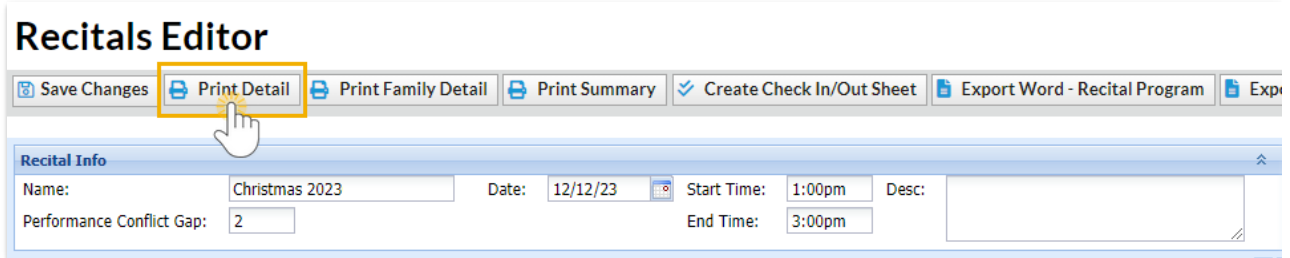 Recitals Editor
Save Changes Print Detail Print Family Detail Print Summary Create Check In/Out Sheet Export Word - Recital Program Expo
Recital Info
Name: Christmas 2023 Date: 12/12/23 Start Time: 1:00pm Desc:
Performance Conflict Gap: 2 End Time: 3:00pm